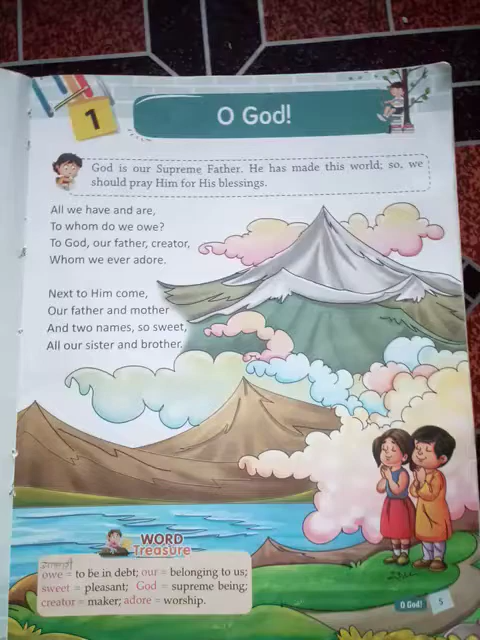 1
O God!
God is our Supreme Father. He has made this world; so, we
should pray Him for His blessings.
All we have and are,
To whom do we owe?
To God, our father, creator,
Whom we ever adore.
Next to Him come,
Our father and mother
And two names, so sweet,
All our sister and brother.
WORD
Treasure
owe = to be in debt; our = belonging to us;
sweet = pleasant; God = supreme being;
creator = maker; adore = worship.
O God! 5